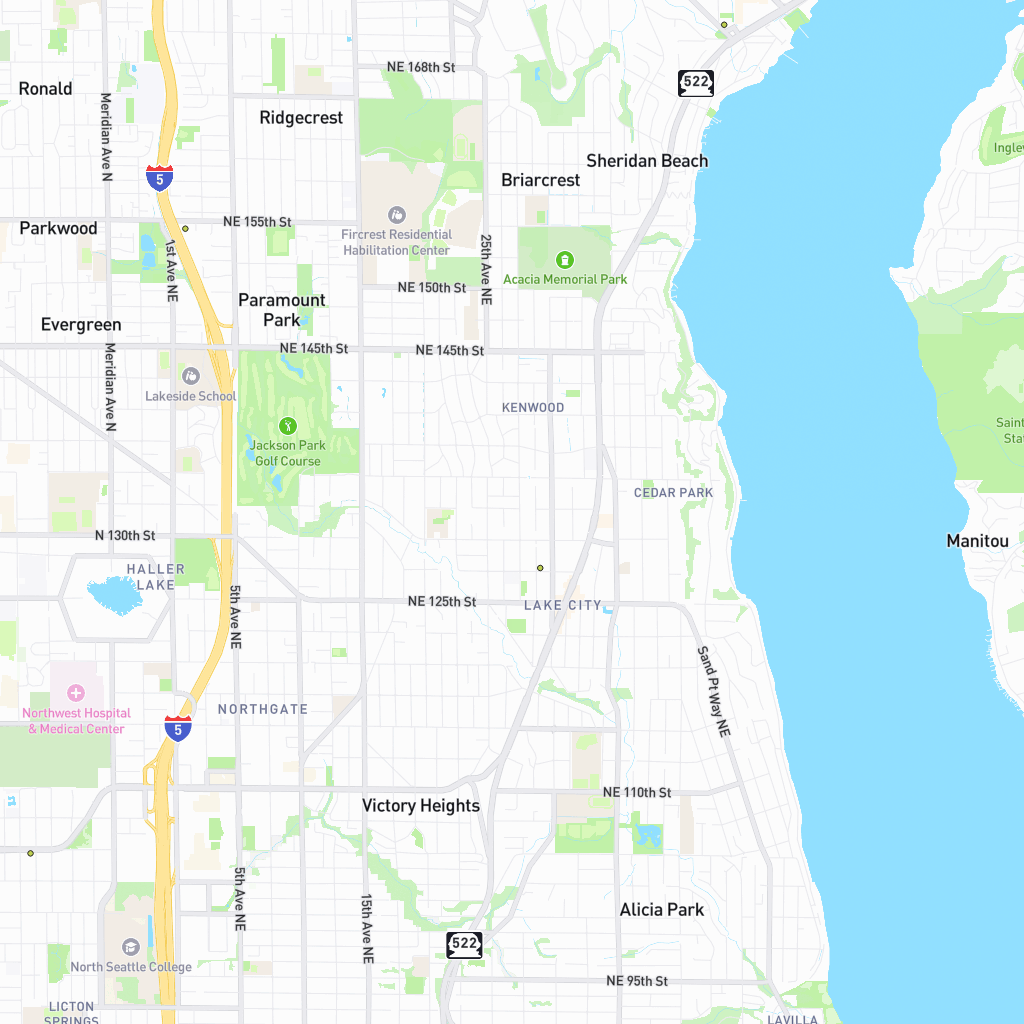 NE 168th St
522
Ronald
Meridian Ave N
Ridgecrest
Ingley
Sheridan Beach
5
Briarcrest
NE 155th St
Parkwood
Fircrest Residential
Habilitation Center
1st Ave NE
25th Ave NE
Acacia Memorial Park
NE 150th St
Paramount
Park
Evergreen
NE 145th St
NE 145th St
Meridian Ave N
Lakeside School
KENWOOD
Saint
Stat
Jackson Park
Golf Course
CEDAR PARK
N 130th St
Manitou
HALLER
LAKE
5th Ave NE
NE 125th St
LAKE CITY
Sand Pt Way NE
Northwest Hospital
& Medical Center
NORTHGATE
5
NE 110th St
Victory Heights
5th Ave NE
15th Ave NE
Alicia Park
522
North Seattle College
NE 95th St
LICTON
SPRINGS
LAVILLA